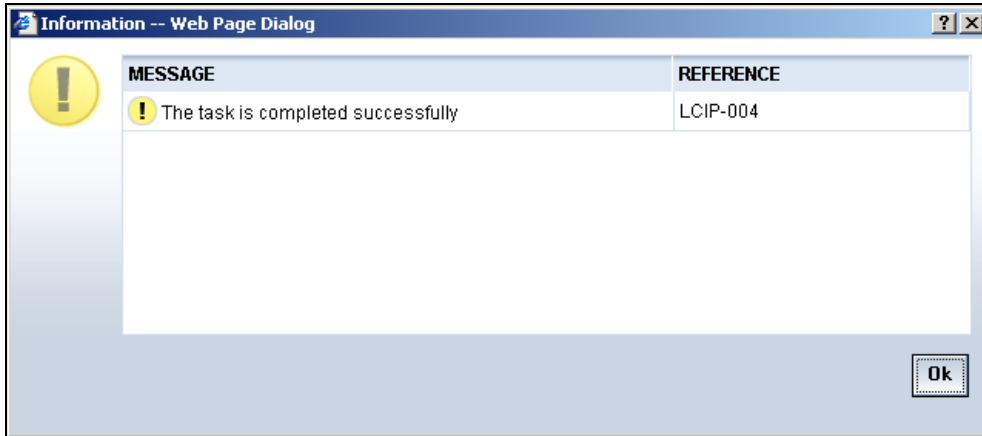 Information -- Web Page Dialog
MESSAGE REFERENCE
The task is completed successfully LCIP-004
Ok